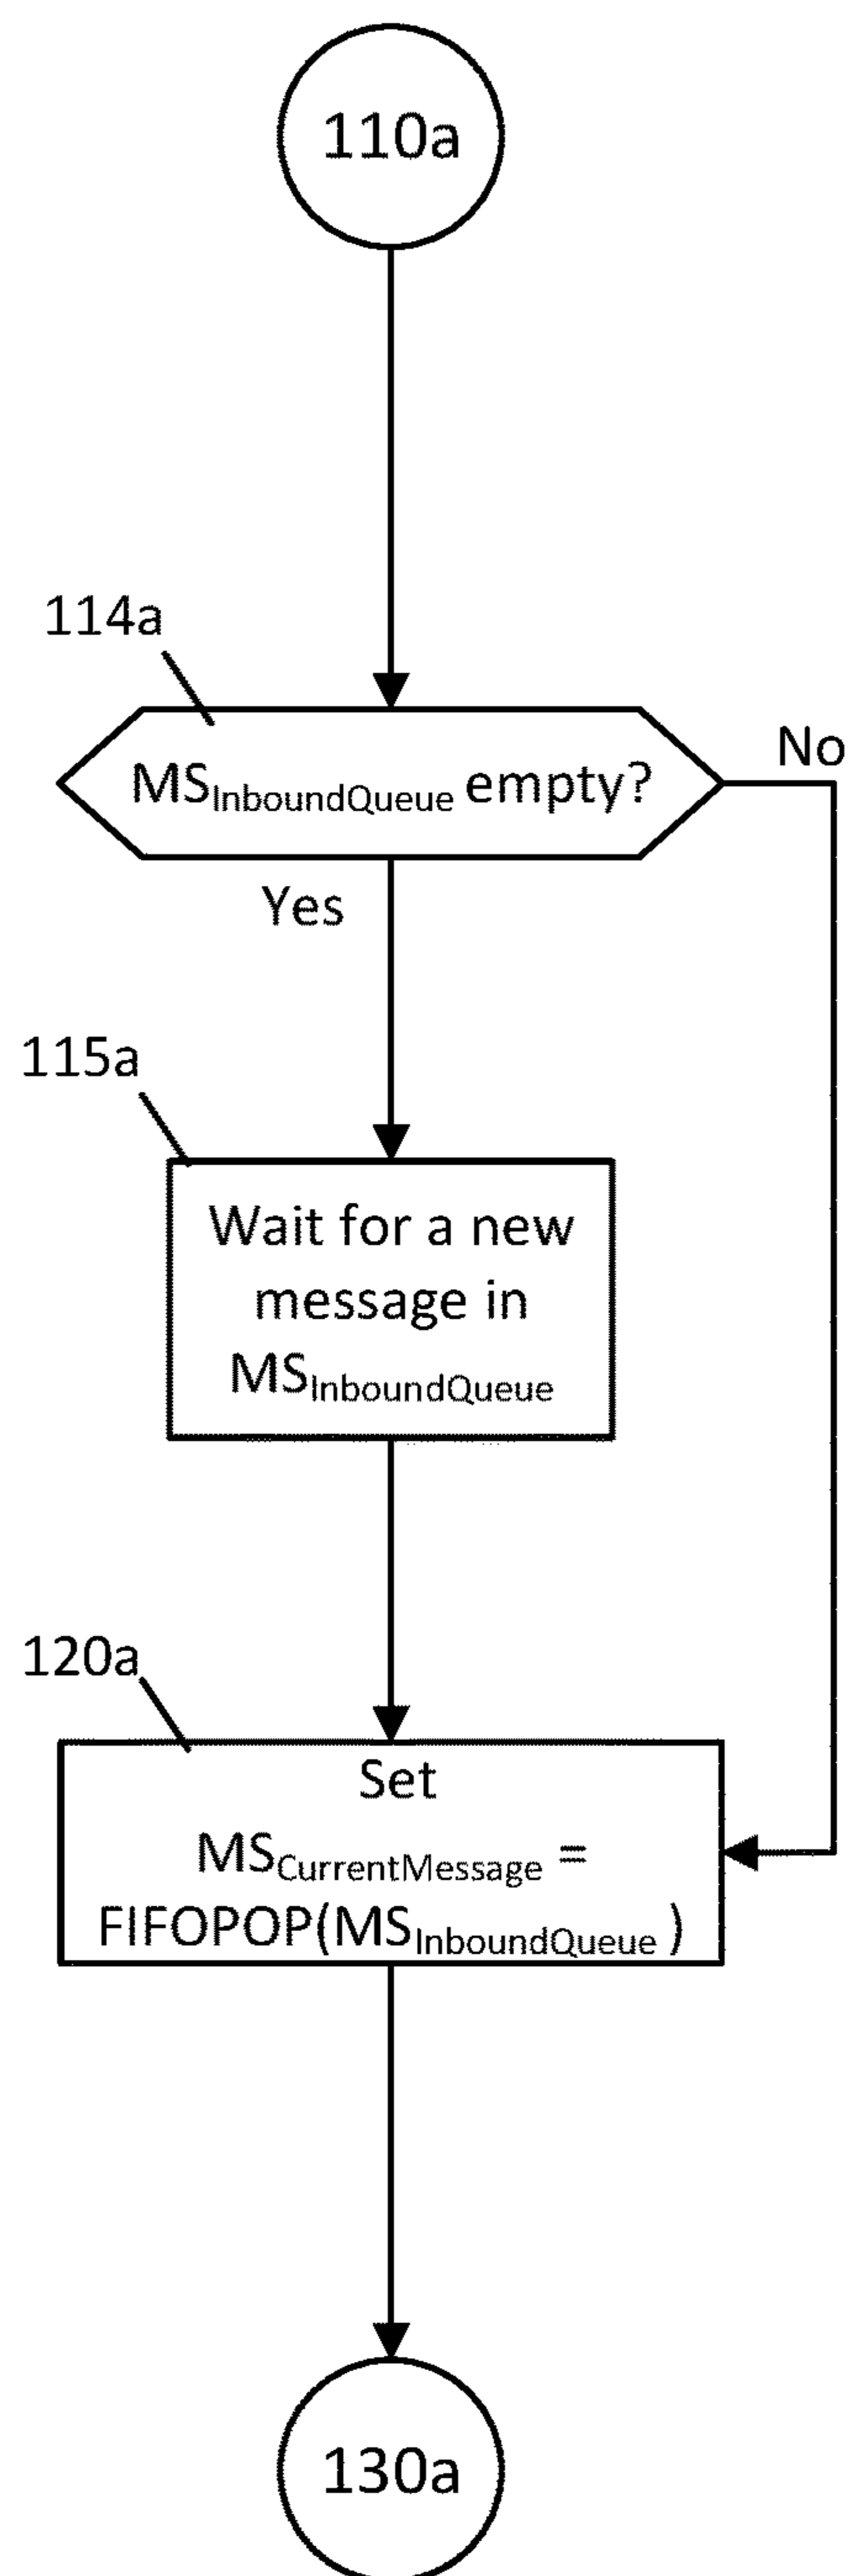 110a
114a
No
MSInboundQueue empty?
Yes
115a
Wait for a new
message in
MSInboundQueue
120a
Set
MSCurrentMessage =
FIFOPOP(MSInboundQueue )
130a